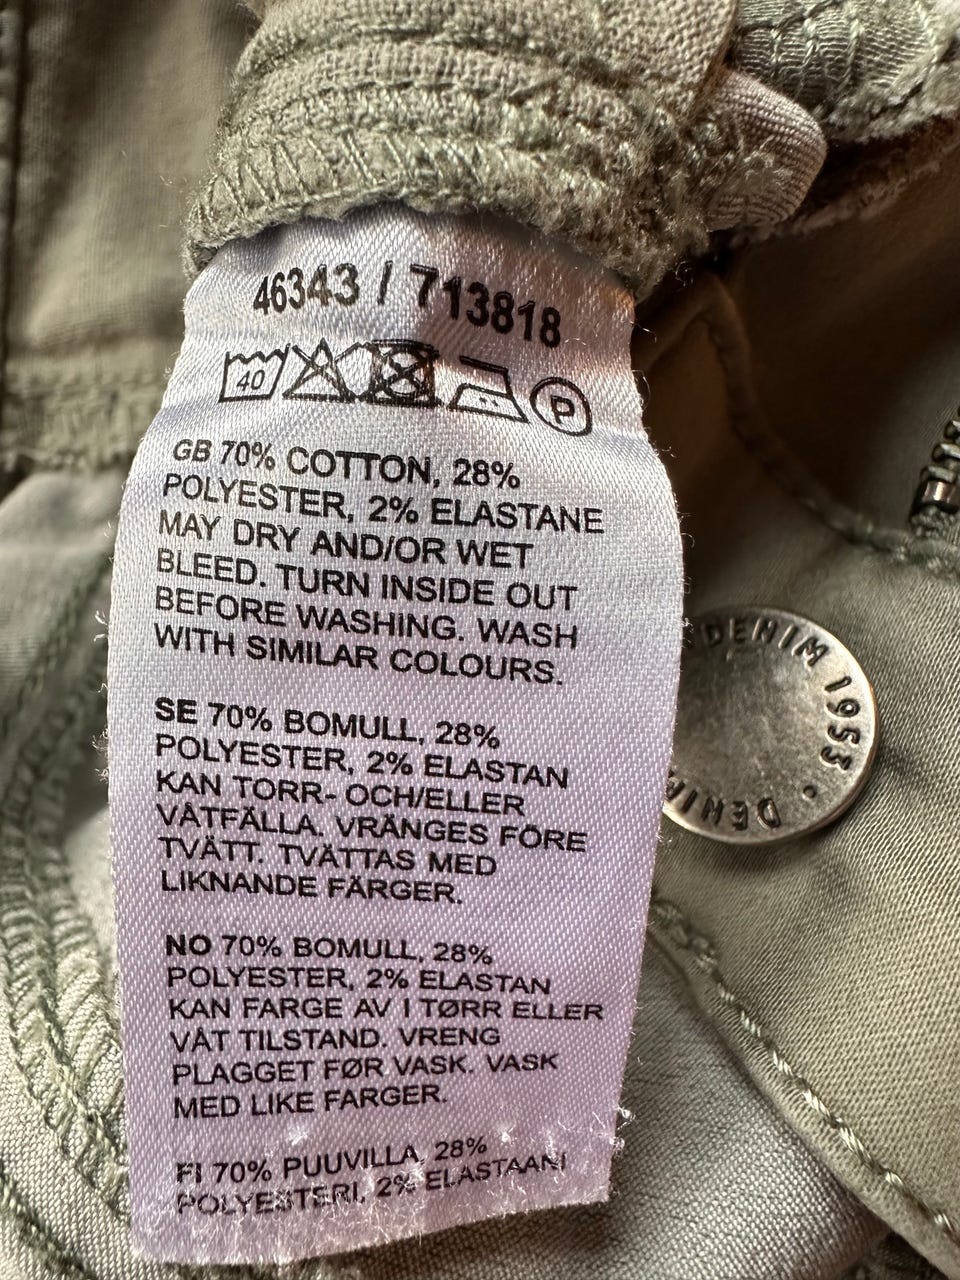 46343 / 713818
40 P
GB 70% COTTON, 28%
POLYESTER, 2% ELASTANE
MAY DRY AND/OR WET
BLEED. TURN INSIDE OUT
BEFORE WASHING. WASH
WITH SIMILAR COLOURS.
SE 70% BOMULL, 28%
POLYESTER, 2% ELASTAN
KAN TORR- OCH/ELLER
VÅTFÄLLA. VRÄNGES FÖRE
TVÄTT. TVÄTTAS MED
LIKNANDE FÄRGER.
NO 70% BOMULL, 28%
POLYESTER, 2% ELASTAN
KAN FARGE AV I TØRR ELLER
VÅT TILSTAND. VRENG
PLAGGET FØR VASK. VASK
MED LIKE FARGER.
FI 70% PUUVILLA, 28%
POLYESTERI, 2% ELASTAANI
DENIM 1953 • DENIM